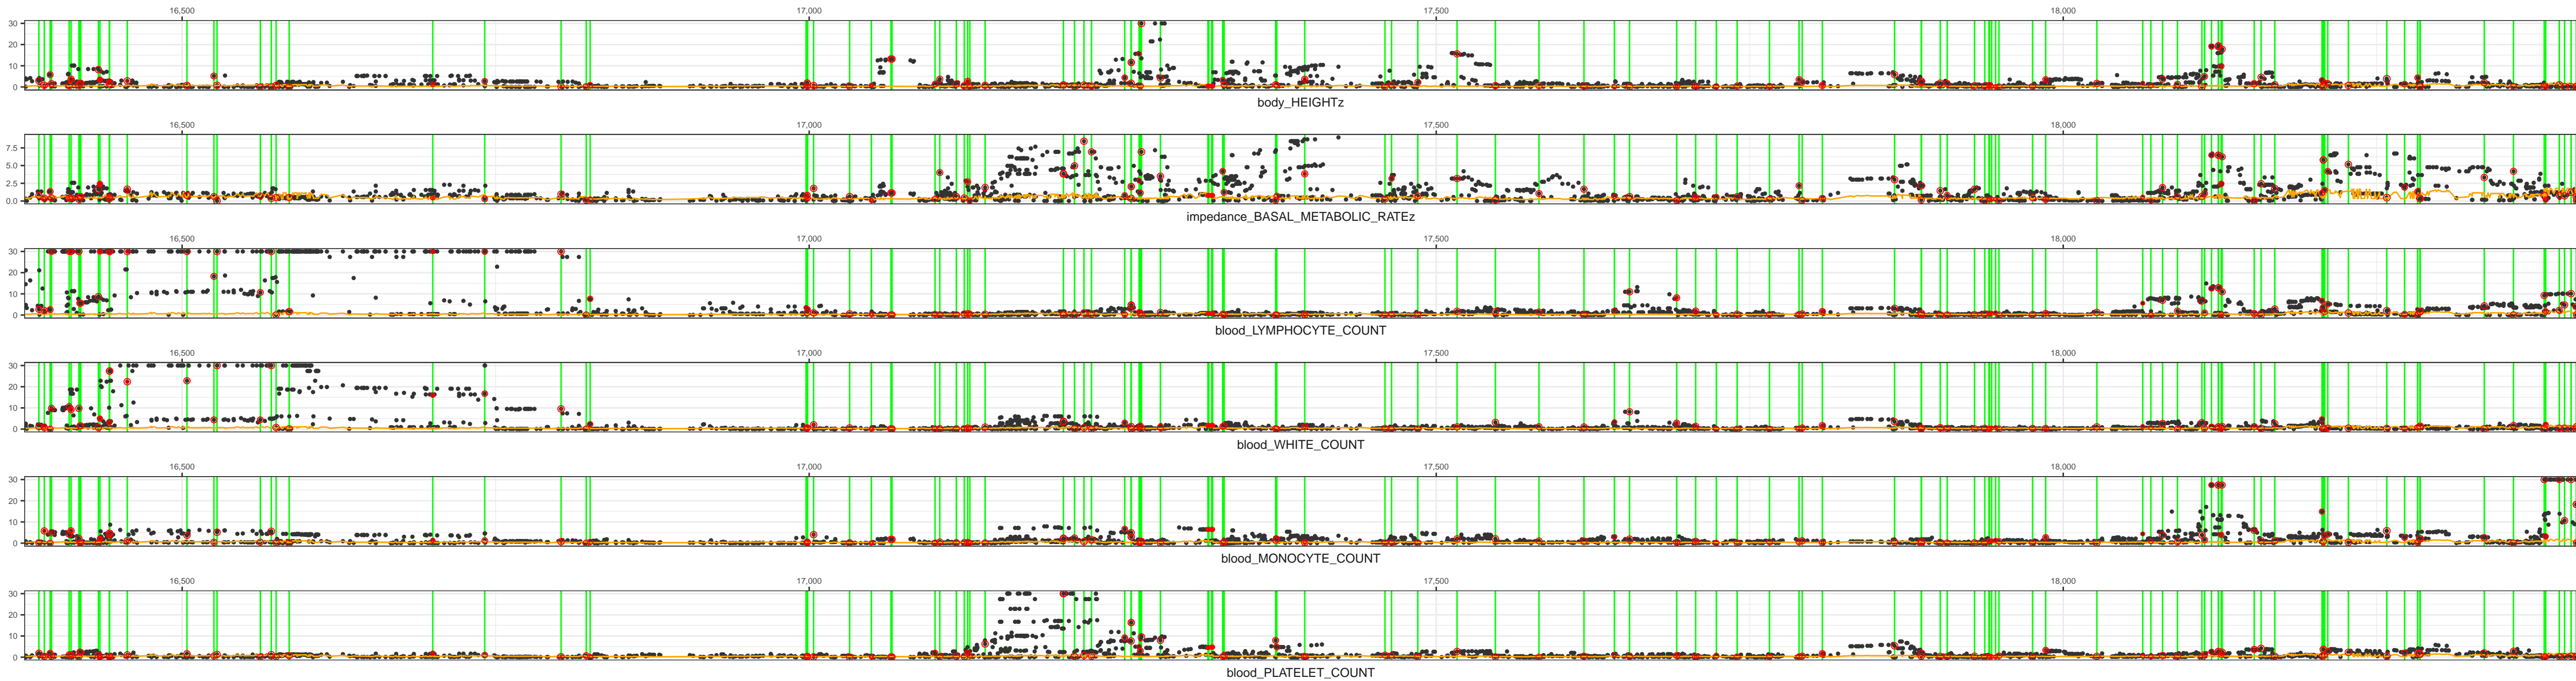 16,500 17,000 17,500 18,000
30
20
10
0
body_HEIGHTz
16,500 17,000 17,500 18,000
7.5
5.0
2.5
0.0
impedance_BASAL_METABOLIC_RATEz
16,500 17,000 17,500 18,000
30
20
10
0
blood_LYMPHOCYTE_COUNT
16,500 17,000 17,500 18,000
30
20
10
0
blood_WHITE_COUNT
16,500 17,000 17,500 18,000
30
20
10
0
blood_MONOCYTE_COUNT
16,500 17,000 17,500 18,000
30
20
10
0
blood_PLATELET_COUNT